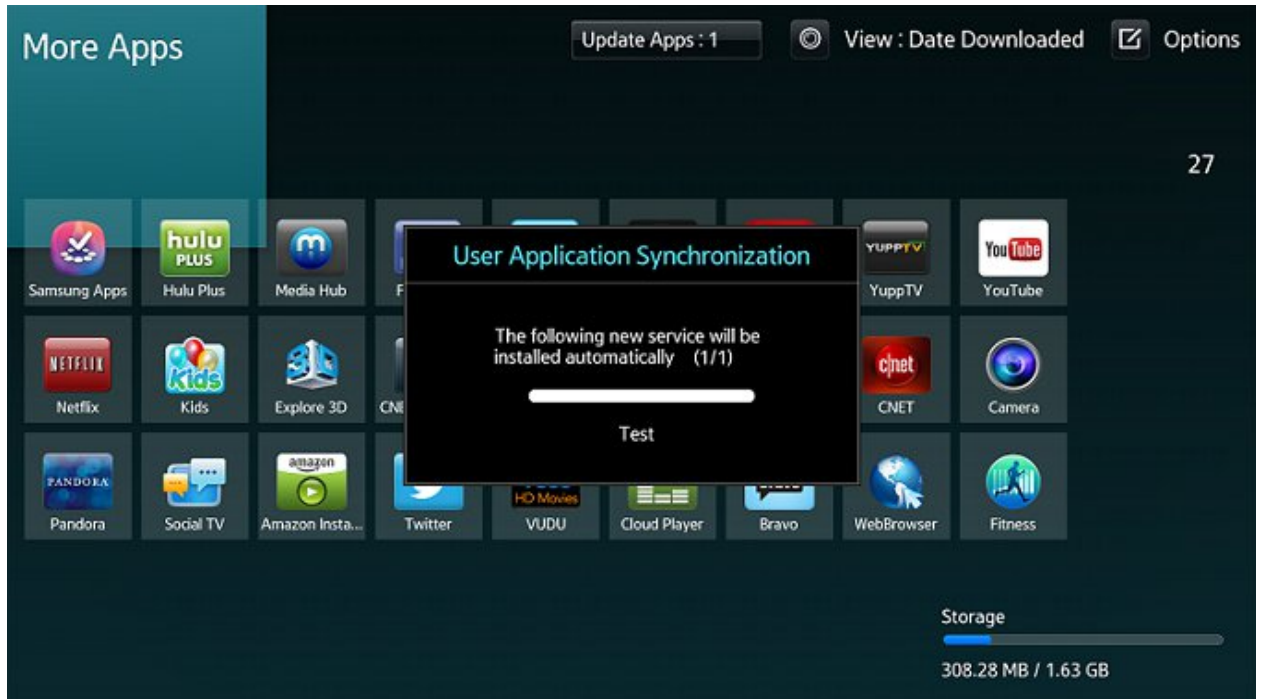 More Apps
Update Apps : 1
View : Date Downloaded
Options
27
hulu
PLUS
m
YUPPTV
You Tube
Samsung Apps
Hulu Plus
Media Hub
F
YuppTV
YouTube
User Application Synchronization
The following new service will be
installed automatically (1/1)
Test
NETFLIX
Kids
3D
c|net
Netflix
Kids
Explore 3D
CNE
CNET
Camera
PANDORA
amazon
HD Movies
Pandora
Social TV
Amazon Insta...
Twitter
VUDU
Cloud Player
Bravo
WebBrowser
Fitness
Storage
308.28 MB / 1.63 GB